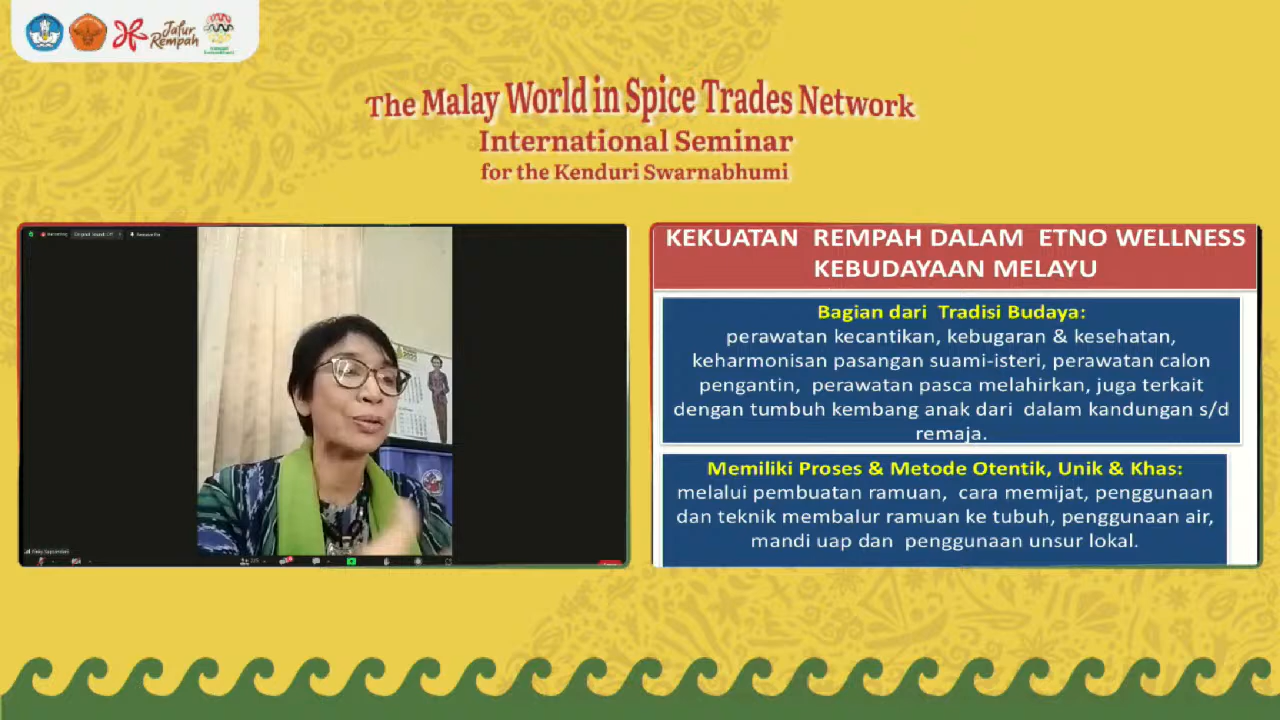 Jalur
Rempah
The Malay World in Spice Trades Network
International Seminar
for the Kenduri Swarnabhumi
KEKUATAN REMPAH DALAM ETNO WELLNESS
KEBUDAYAAN MELAYU
Bagian dari Tradisi Budaya:
perawatan kecantikan, kebugaran & kesehatan,
keharmonisan pasangan suami-isteri, perawatan calon
pengantin, perawatan pasca melahirkan, juga terkait
dengan tumbuh kembang anak dari dalam kandungan s/d
remaja.
Memiliki Proses & Metode Otentik, Unik & Khas:
melalui pembuatan ramuan, cara memijat, penggunaan
dan teknik membalur ramuan ke tubuh, penggunaan air,
mandi uap dan penggunaan unsur lokal.